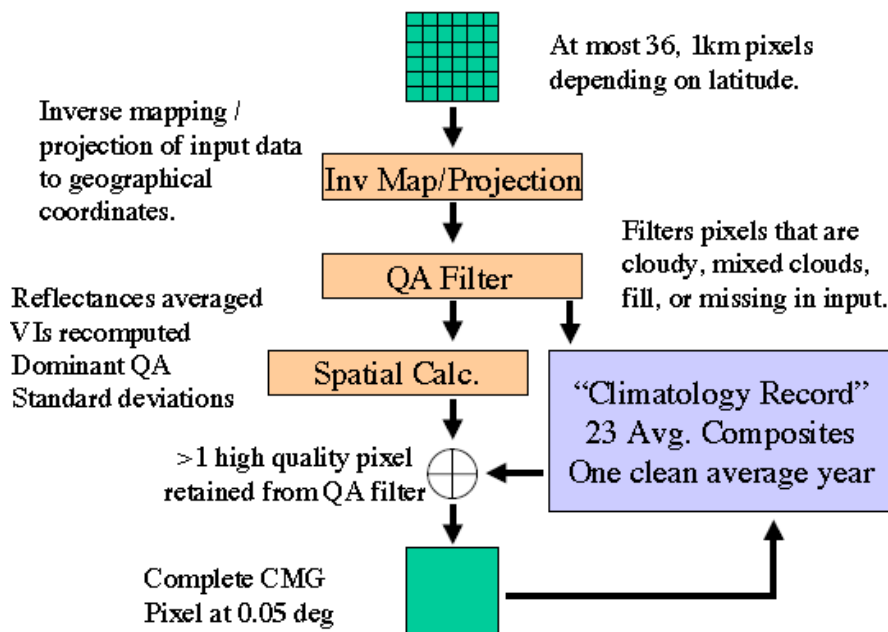 At most 36, 1km pixels
depending on latitude.
Inverse mapping /
projection of input data
to geographical
coordinates.
Inv Map/Projection
Filters pixels that are
cloudy, mixed clouds,
fill, or missing in input.
QA Filter
Reflectances averaged
VIs recomputed
Dominant QA
Standard deviations
Spatial Calc.
“Climatology Record”
23 Avg. Composites
One clean average year
>1 high quality pixel
retained from QA filter
Complete CMG
Pixel at 0.05 deg